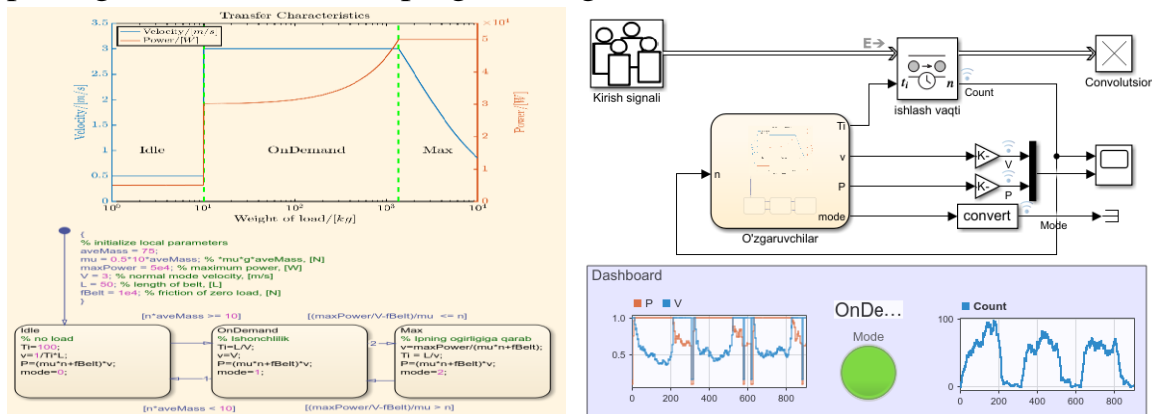 Transfer Characteristics
×10¹
Velocity/[m/s]
Power/[W]
3.5
3
2.5
2
1.5
1
0.5
0
5
4
3
2
1
0
Velocity/[m/s]
Power/[W]
Idle
OnDemand
Max
10⁰
10¹
10²
10³
10⁴
Weight of load/[kg]
{
% initialize local parameters
aveMass = 75;
mu = 0.5*10*aveMass; % *mu*g*aveMass, [N]
maxPower = 5e4; % maximum power, [W]
V = 3; % normal mode velocity, [m/s]
L = 50; % length of belt, [L]
fBelt = 1e4; % friction of zero load, [N]
}
[n*aveMass >= 10]
[(maxPower/V-fBelt)/mu <= n]
Idle
% no load
Ti=100;
v=1/Ti*L;
P=(mu*n+fBelt)*v;
mode=0;
OnDemand
% Ishonchlilik
Ti=L/V;
v=V;
P=(mu*n+fBelt)*v;
mode=1;
Max
% Ipning ogirligiga qarab
v=maxPower/(mu*n+fBelt);
Ti = L/v;
P=(mu*n+fBelt)*v;
mode=2;
2
1
[n*aveMass < 10]
[(maxPower/V-fBelt)/mu > n]
Kirish signali
E
ti
n
ishlash vaqti
Count
Convolutsion
n
Ti
v
P
mode
O'zgaruvchilar
K-
V
K-
P
convert
Mode
Dashboard
P V
1.0
0.5
0 200 400 600 800
OnDe...
Mode
Count
100
0
0 200 400 600 800